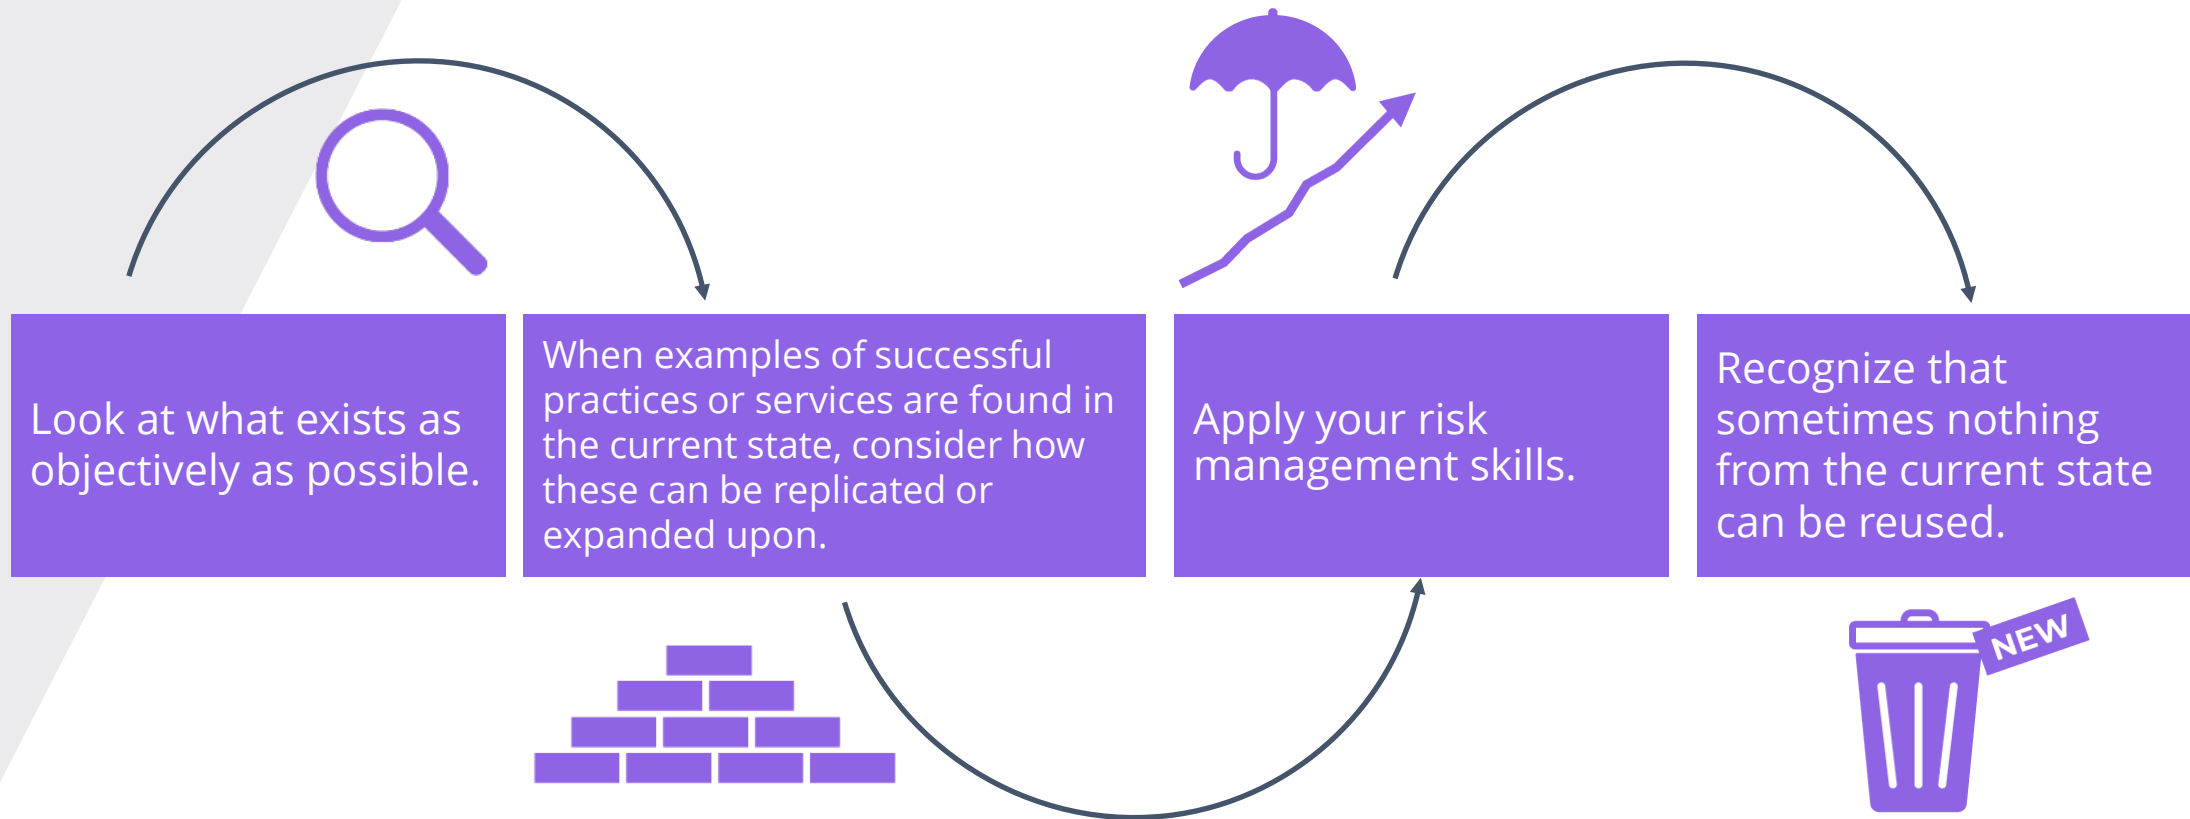 Look at what exists as
objectively as possible.
When examples of successful
practices or services are found in
the current state, consider how
these can be replicated or
expanded upon.
Apply your risk
management skills.
Recognize that
sometimes nothing
from the current state
can be reused.
NEW